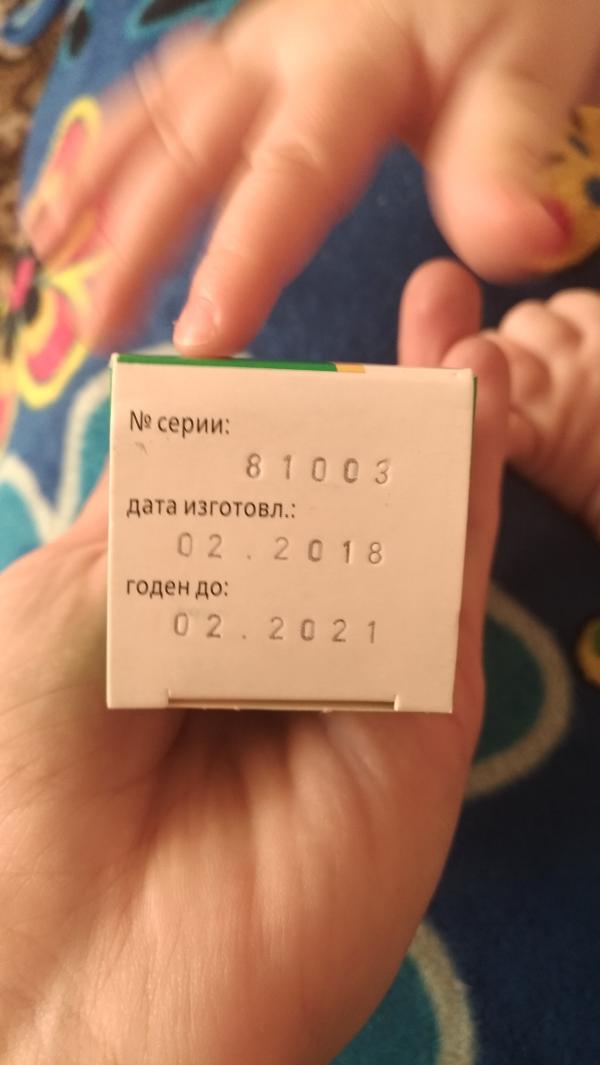 № серии:
81003
дата изготовл.:
02.2018
годен до:
02.2021